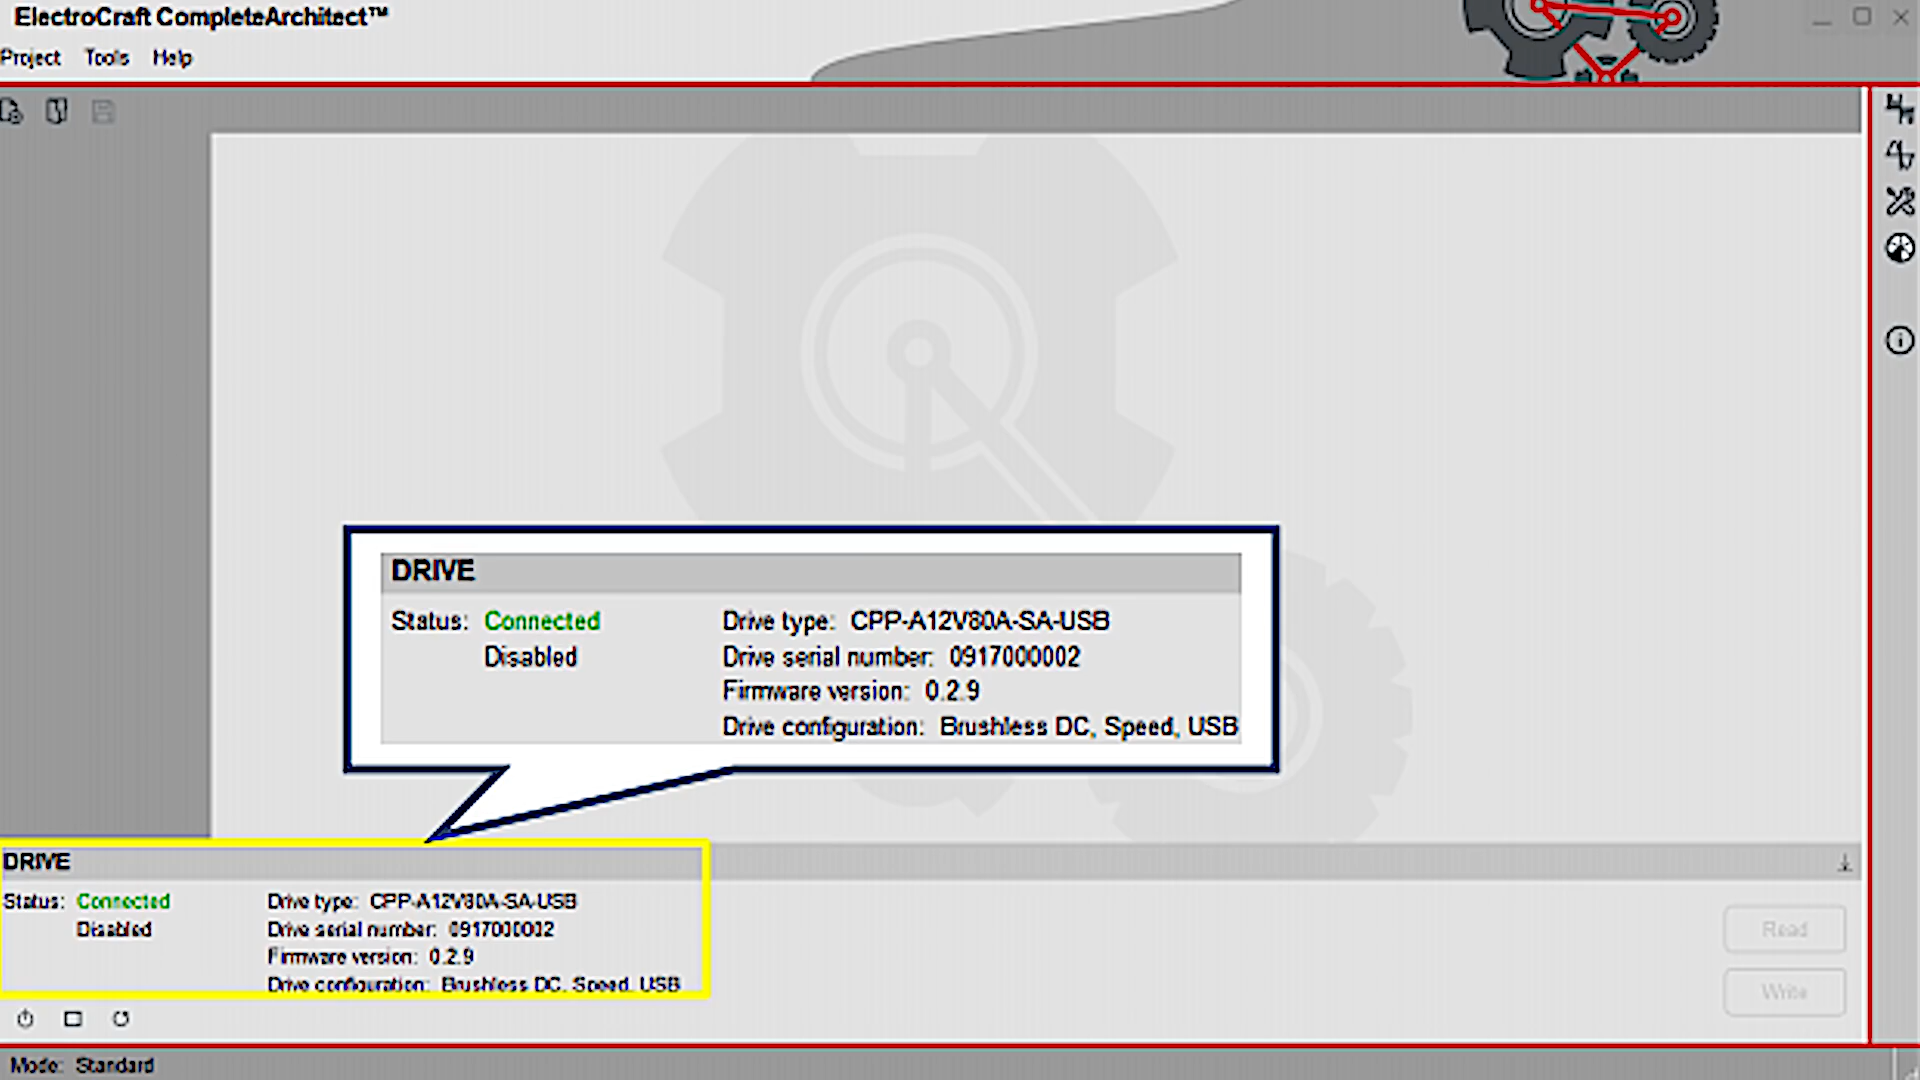 ElectroCraft CompleteArchitect™
Project Tools Help
DRIVE
Status: Connected Drive type: CPP-A12V80A-SA-USB
Disabled Drive serial number: 0917000002
Firmware version: 0.2.9
Drive configuration: Brushless DC, Speed, USB
DRIVE
Status: Connected Drive type: CPP-A12V80A-SA-USB
Disabled Drive serial number: 0917000002
Read
Firmware version: 0.2.9
Drive configuration: Brushless DC, Speed, USB
Write
Mode: Standard